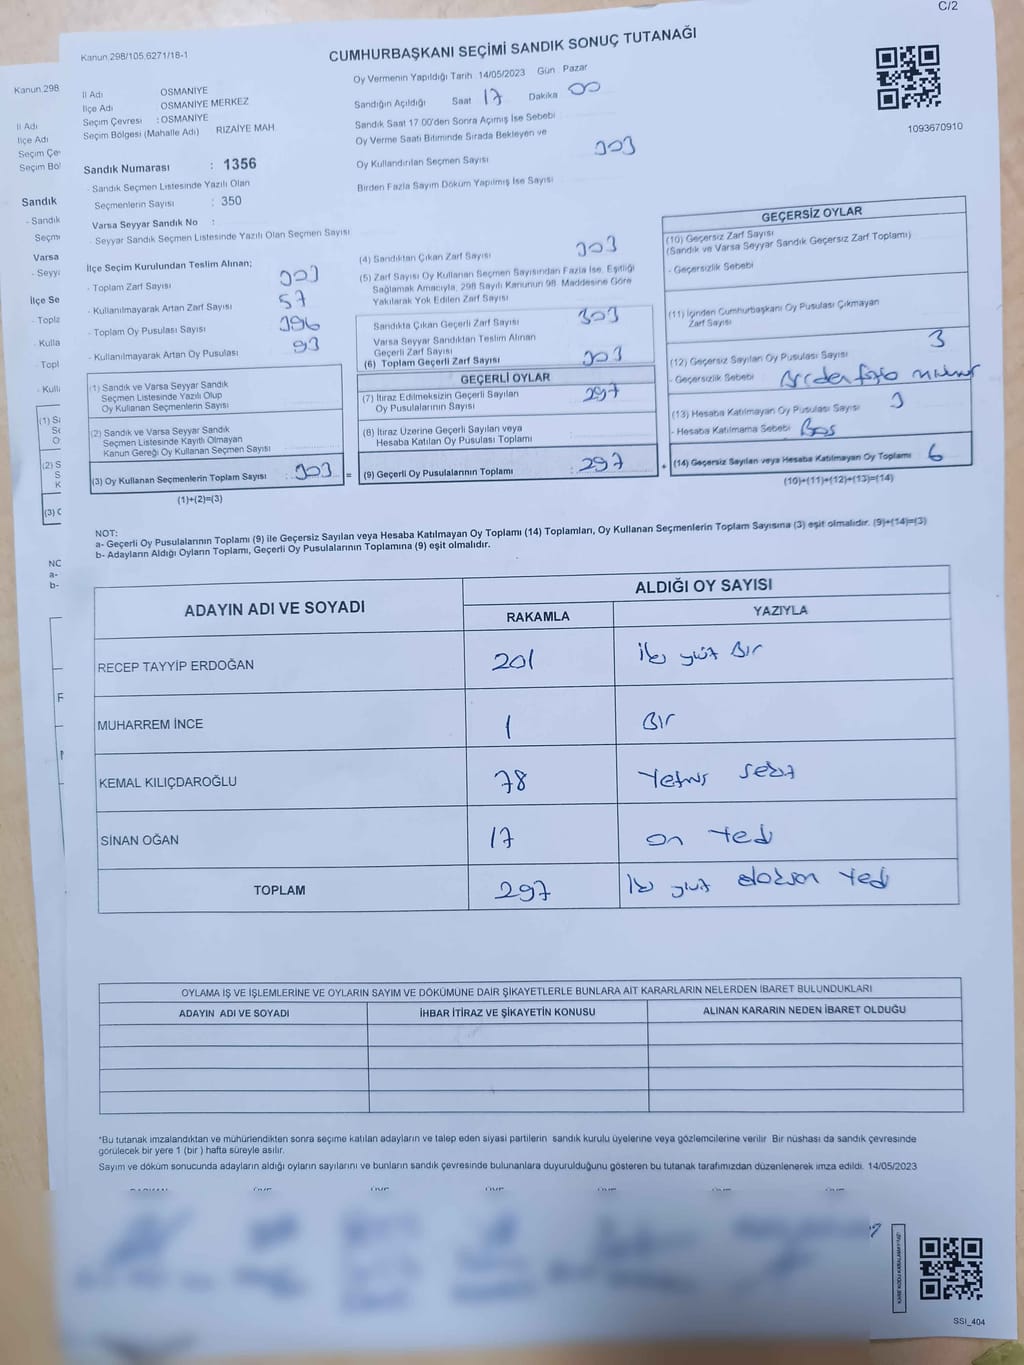 C/2
Kanun.298/105.6271/18-1
CUMHURBAŞKANI SEÇİMİ SANDIK SONUÇ TUTANAĞI
İl Adı OSMANİYE
İlçe Adı OSMANİYE MERKEZ
Seçim Çevresi : OSMANİYE
Seçim Bölgesi (Mahalle Adı) RIZAİYE MAH.
Sandık Numarası : 1356
- Sandık Seçmen Listesinde Yazılı Olan
Seçmenlerin Sayısı : 350
Varsa Seyyar Sandık No :
- Seyyar Sandık Seçmen Listesinde Yazılı Olan Seçmen Sayısı
Oy Vermenin Yapıldığı Tarih 14/05/2023 Gün Pazar
Sandığın Açıldığı Saat 17 Dakika 00
Sandık Saat 17.00'den Sonra Açımış İse Sebebi
Oy Verme Saati Bitiminde Sırada Bekleyen ve
Oy Kullandırılan Seçmen Sayısı 303
Birden Fazla Sayım Döküm Yapılmış İse Sayısı
1093670910
İlçe Seçim Kurulundan Teslim Alınan;
- Toplam Zarf Sayısı
- Kullanılmayarak Artan Zarf Sayısı 57
- Toplam Oy Pusulası Sayısı 396
- Kullanılmayarak Artan Oy Pusulası 93
(1) Sandık ve Varsa Seyyar Sandık
Seçmen Listesinde Yazılı Olup
Oy Kullanan Seçmenlerin Sayısı
(2) Sandık ve Varsa Seyyar Sandık
Seçmen Listesinde Kayıtlı Olmayan
Kanun Gereği Oy Kullanan Seçmen Sayısı
(3) Oy Kullanan Seçmenlerin Toplam Sayısı : 303 =
(1)+(2)=(3)
(4) Sandıktan Çıkan Zarf Sayısı 303
(5) Zarf Sayısı Oy Kullanan Seçmen Sayısından Fazla İse, Eşitliği
Sağlamak Amacıyla, 298 Sayılı Kanunun 98. Maddesine Göre
Yakılarak Yok Edilen Zarf Sayısı
Sandıkta Çıkan Geçerli Zarf Sayısı 303
Varsa Seyyar Sandıktan Teslim Alınan
Geçerli Zarf Sayısı
(6) Toplam Geçerli Zarf Sayısı 303
GEÇERLİ OYLAR
(7) İtiraz Edilmeksizin Geçerli Sayılan
Oy Pusulalarının Sayısı 297
(8) İtiraz Üzerine Geçerli Sayılan veya
Hesaba Katılan Oy Pusulası Toplamı
(9) Geçerli Oy Pusulalarının Toplamı : 297 +
GEÇERSİZ OYLAR
(10) Geçersiz Zarf Sayısı
(Sandık ve Varsa Seyyar Sandık Geçersiz Zarf Toplamı)
- Geçersizlik Sebebi
(11) İçinden Cumhurbaşkanı Oy Pusulası Çıkmayan
Zarf Sayısı
(12) Geçersiz Sayılan Oy Pusulası Sayısı 3
- Geçersizlik Sebebi Birden fazla mühür
(13) Hesaba Katılmayan Oy Pusulası Sayısı 3
- Hesaba Katılmama Sebebi Boş
(14) Geçersiz Sayılan veya Hesaba Katılmayan Oy Toplamı 6
(10)+(11)+(12)+(13)=(14)
NOT:
a- Geçerli Oy Pusulalarının Toplamı (9) ile Geçersiz Sayılan veya Hesaba Katılmayan Oy Toplamı (14) Toplamları, Oy Kullanan Seçmenlerin Toplam Sayısına (3) eşit olmalıdır. (9)+(14)=(3)
b- Adayların Aldığı Oyların Toplamı, Geçerli Oy Pusulalarının Toplamına (9) eşit olmalıdır.
ADAYIN ADI VE SOYADI ALDIĞI OY SAYISI
RAKAMLA YAZIYLA
RECEP TAYYİP ERDOĞAN 201 iki yüz Bir
MUHARREM İNCE 1 Bir
KEMAL KILIÇDAROĞLU 78 Yetmiş sekiz
SİNAN OĞAN 17 on Yedi
TOPLAM 297 İki yüz doksan Yedi
OYLAMA İŞ VE İŞLEMLERİNE VE OYLARIN SAYIM VE DÖKÜMÜNE DAİR ŞİKAYETLERLE BUNLARA AİT KARARLARIN NELERDEN İBARET BULUNDUKLARI
ADAYIN ADI VE SOYADI İHBAR İTİRAZ VE ŞİKAYETİN KONUSU ALINAN KARARIN NEDEN İBARET OLDUĞU
*Bu tutanak imzalandıktan ve mühürlendikten sonra seçime katılan adayların ve talep eden siyasi partilerin sandık kurulu üyelerine veya gözlemcilerine verilir. Bir nüshası da sandık çevresinde
görülecek bir yere 1 (bir) hafta süreyle asılır.
Sayım ve döküm sonucunda adayların aldığı oyların sayılarını ve bunların sandık çevresinde bulunanlara duyurulduğunu gösteren bu tutanak tarafımızdan düzenlenerek imza edildi. 14/05/2023
SSI_404